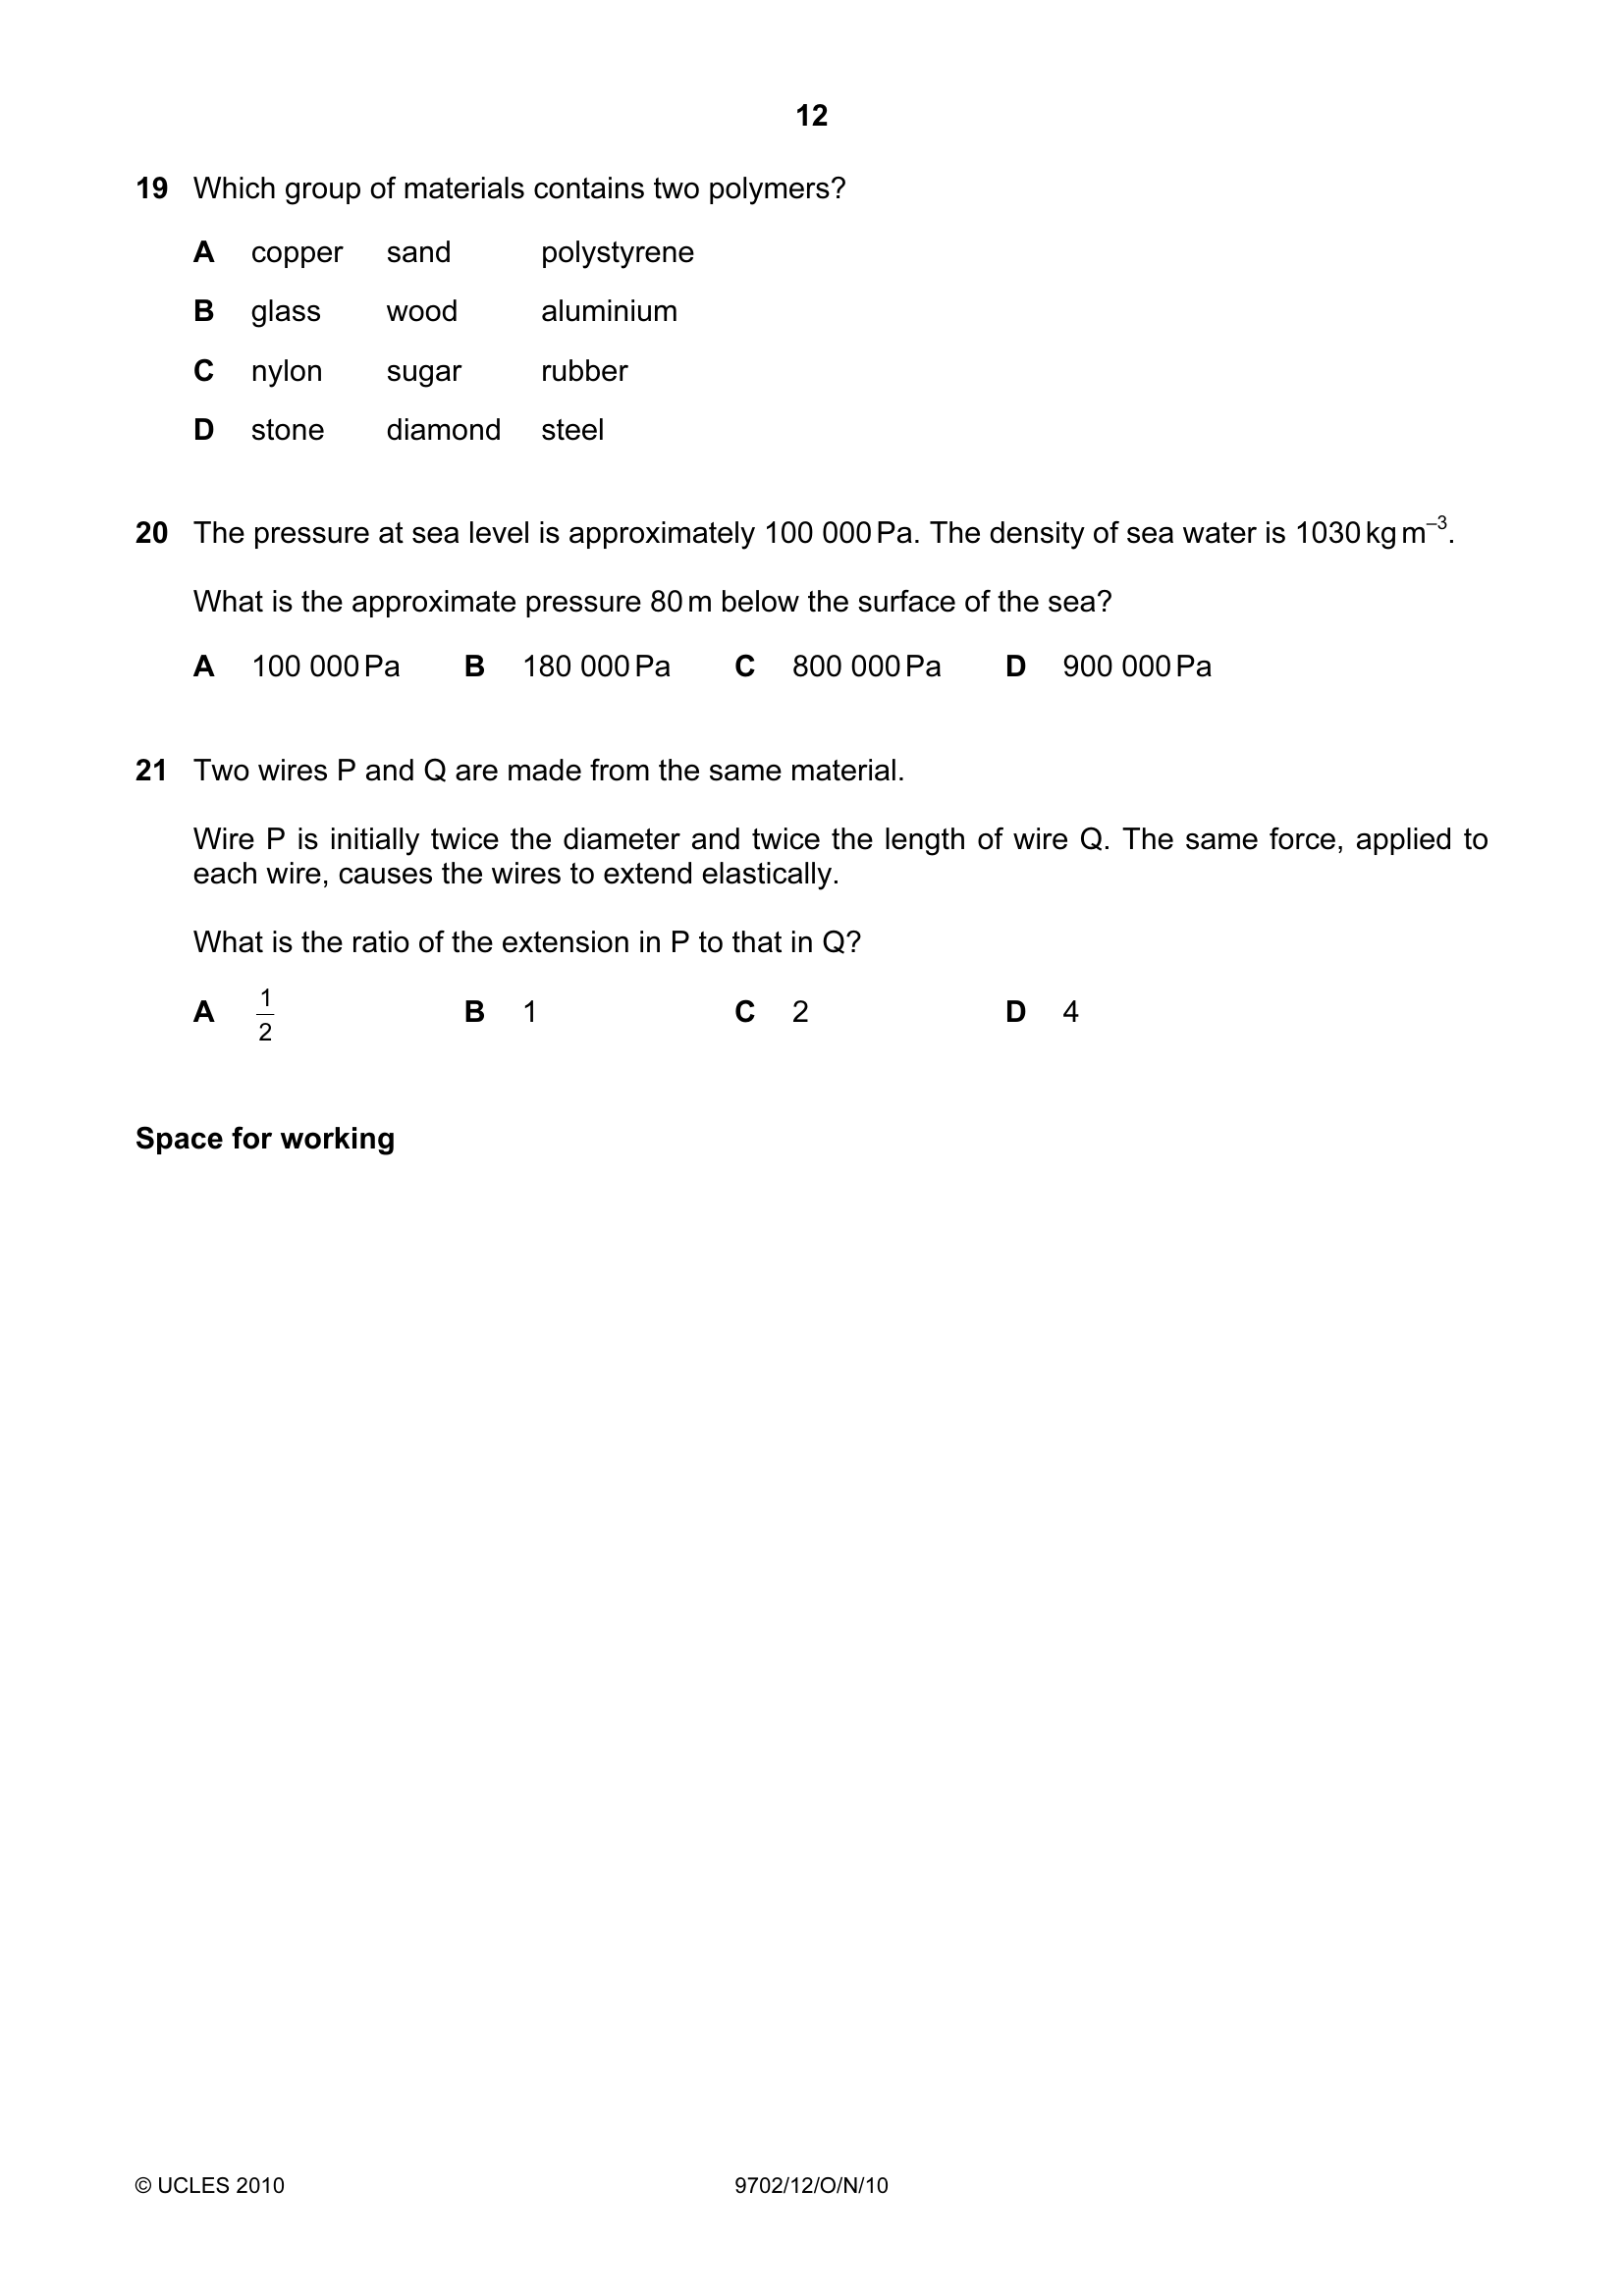 12
19 Which group of materials contains two polymers?
A copper sand polystyrene
B glass wood aluminium
C nylon sugar rubber
D stone diamond steel
20 The pressure at sea level is approximately 100 000 Pa. The density of sea water is 1030 kg m⁻³.
What is the approximate pressure 80 m below the surface of the sea?
A 100 000 Pa B 180 000 Pa C 800 000 Pa D 900 000 Pa
21 Two wires P and Q are made from the same material.
Wire P is initially twice the diameter and twice the length of wire Q. The same force, applied to
each wire, causes the wires to extend elastically.
What is the ratio of the extension in P to that in Q?
A 1/2 B 1 C 2 D 4
Space for working
© UCLES 2010 9702/12/O/N/10